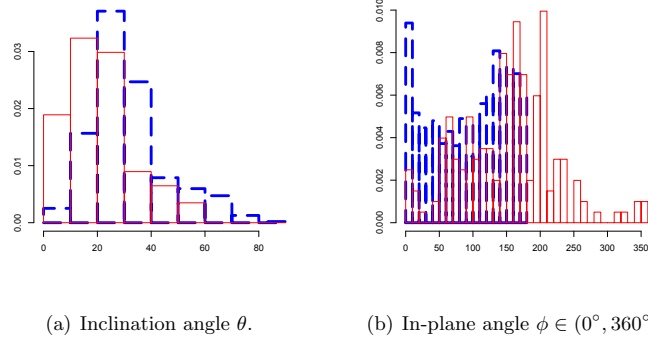 0.00 0.01 0.02 0.03
0 20 40 60 80
0.000 0.002 0.004 0.006 0.008 0.010
0 50 100 150 200 250 300 350
(a) Inclination angle θ.
(b) In-plane angle ϕ ∈ (0°, 360°